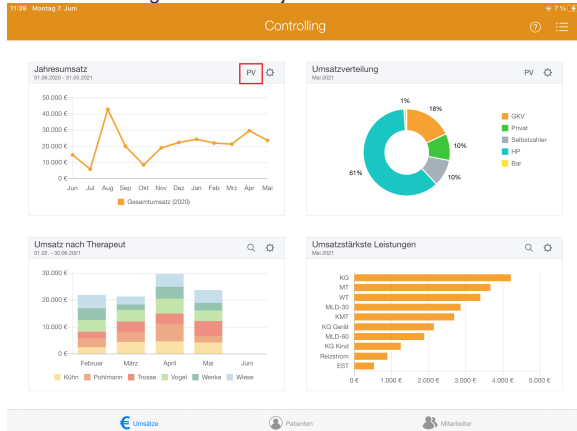 11:39 Montag 7. Juni
7 %
Controlling
Jahresumsatz
01.06.2020 - 31.05.2021
PV
50.000 €
40.000 €
30.000 €
20.000 €
10.000 €
0 €
Jun Jul Aug Sep Okt Nov Dez Jan Feb Mrz Apr Mai
Gesamtumsatz (2020)
Umsatzverteilung
Mai 2021
PV
1%
18%
10%
10%
61%
GKV
Privat
Selbstzahler
HP
Bar
Umsatz nach Therapeut
01.02. - 30.06.2021
30.000 €
20.000 €
10.000 €
0 €
Februar März April Mai Juni
Kühn Pohlmann Trosse Vogel Wenke Wiese
Umsatzstärkste Leistungen
Mai 2021
KG
MT
WT
MLD-30
KMT
KG Gerät
MLD-60
KG Kind
Reizstrom
EST
0 € 1.000 € 2.000 € 3.000 € 4.000 € 5.000 €
€ Umsätze
Patienten
Mitarbeiter